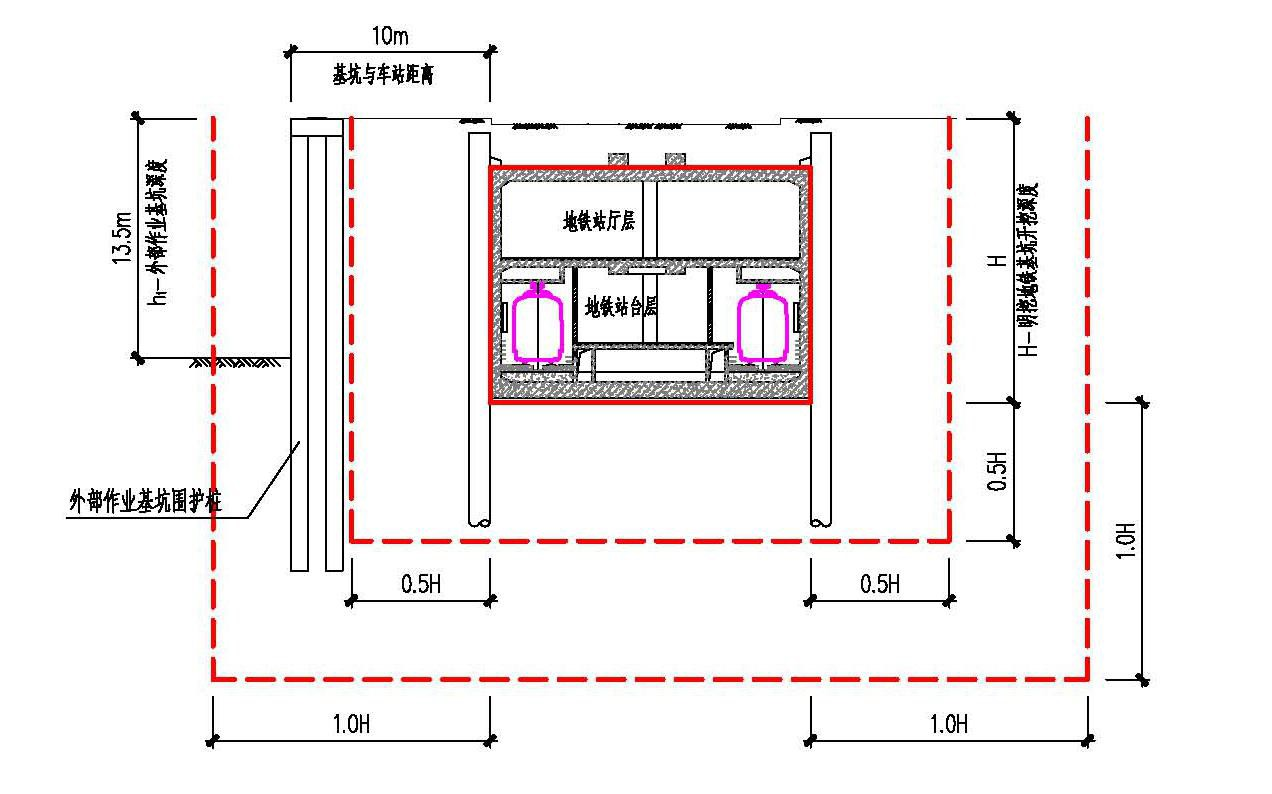 10m
基坑与车站距离
13.5m
h₁-外部作业基坑深度
地铁站厅层
地铁站台层
H
H-明挖地铁基坑开挖深度
外部作业基坑围护桩
0.5H
1.0H
0.5H
0.5H
1.0H
1.0H